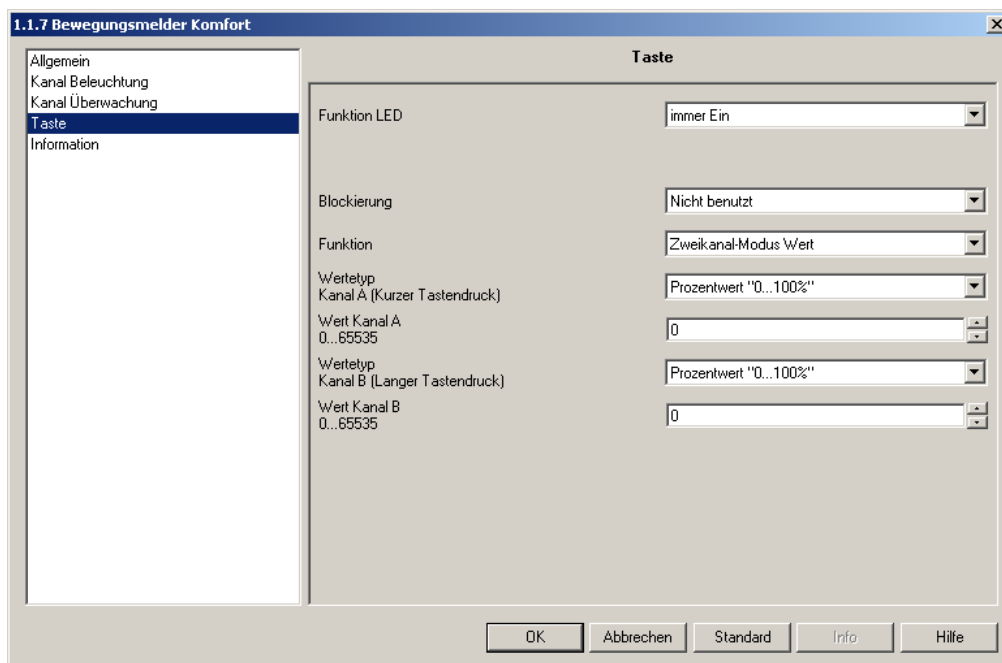 1.1.7 Bewegungsmelder Komfort
Allgemein
Kanal Beleuchtung
Kanal Überwachung
Taste
Information
Taste
Funktion LED
immer Ein
Blockierung
Nicht benutzt
Funktion
Zweikanal-Modus Wert
Wertetyp
Kanal A (Kurzer Tastendruck)
Prozentwert "0...100%"
Wert Kanal A
0...65535
0
Wertetyp
Kanal B (Langer Tastendruck)
Prozentwert "0...100%"
Wert Kanal B
0...65535
0
OK
Abbrechen
Standard
Info
Hilfe